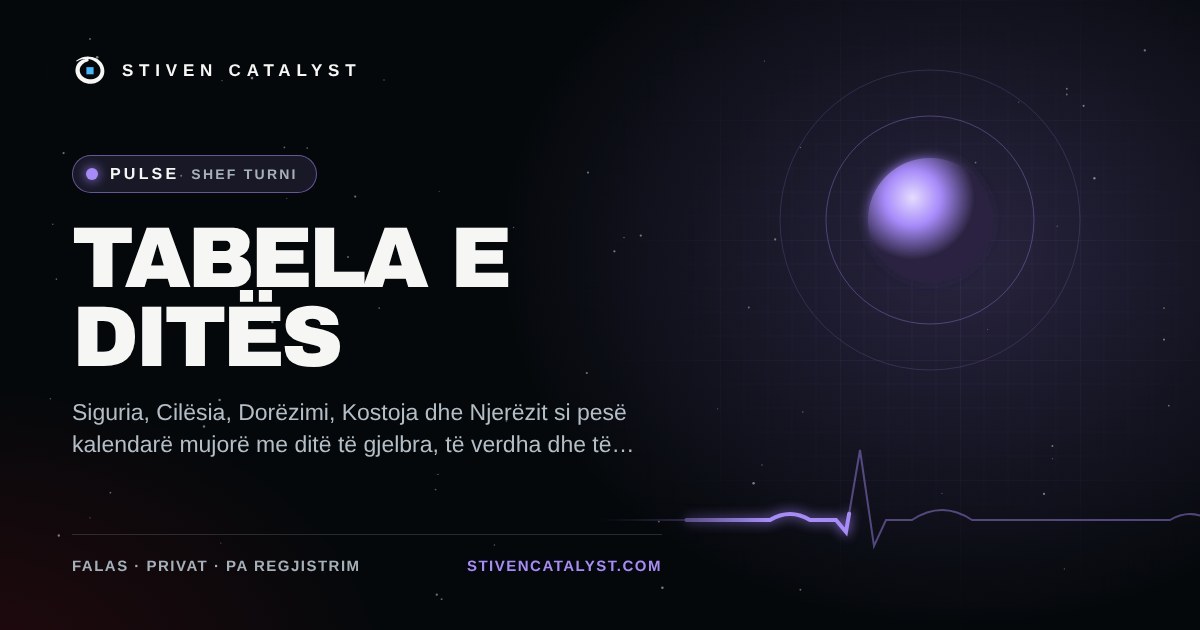 STIVEN CATALYST
PULSE · SHEF TURNI
TABELA E
DITËS
Siguria, Cilësia, Dorëzimi, Kostoja dhe Njerëzit si pesë
kalendarë mujorë me ditë të gjelbra, të verdha dhe të…
FALAS · PRIVAT · PA REGJISTRIM
STIVENCATALYST.COM